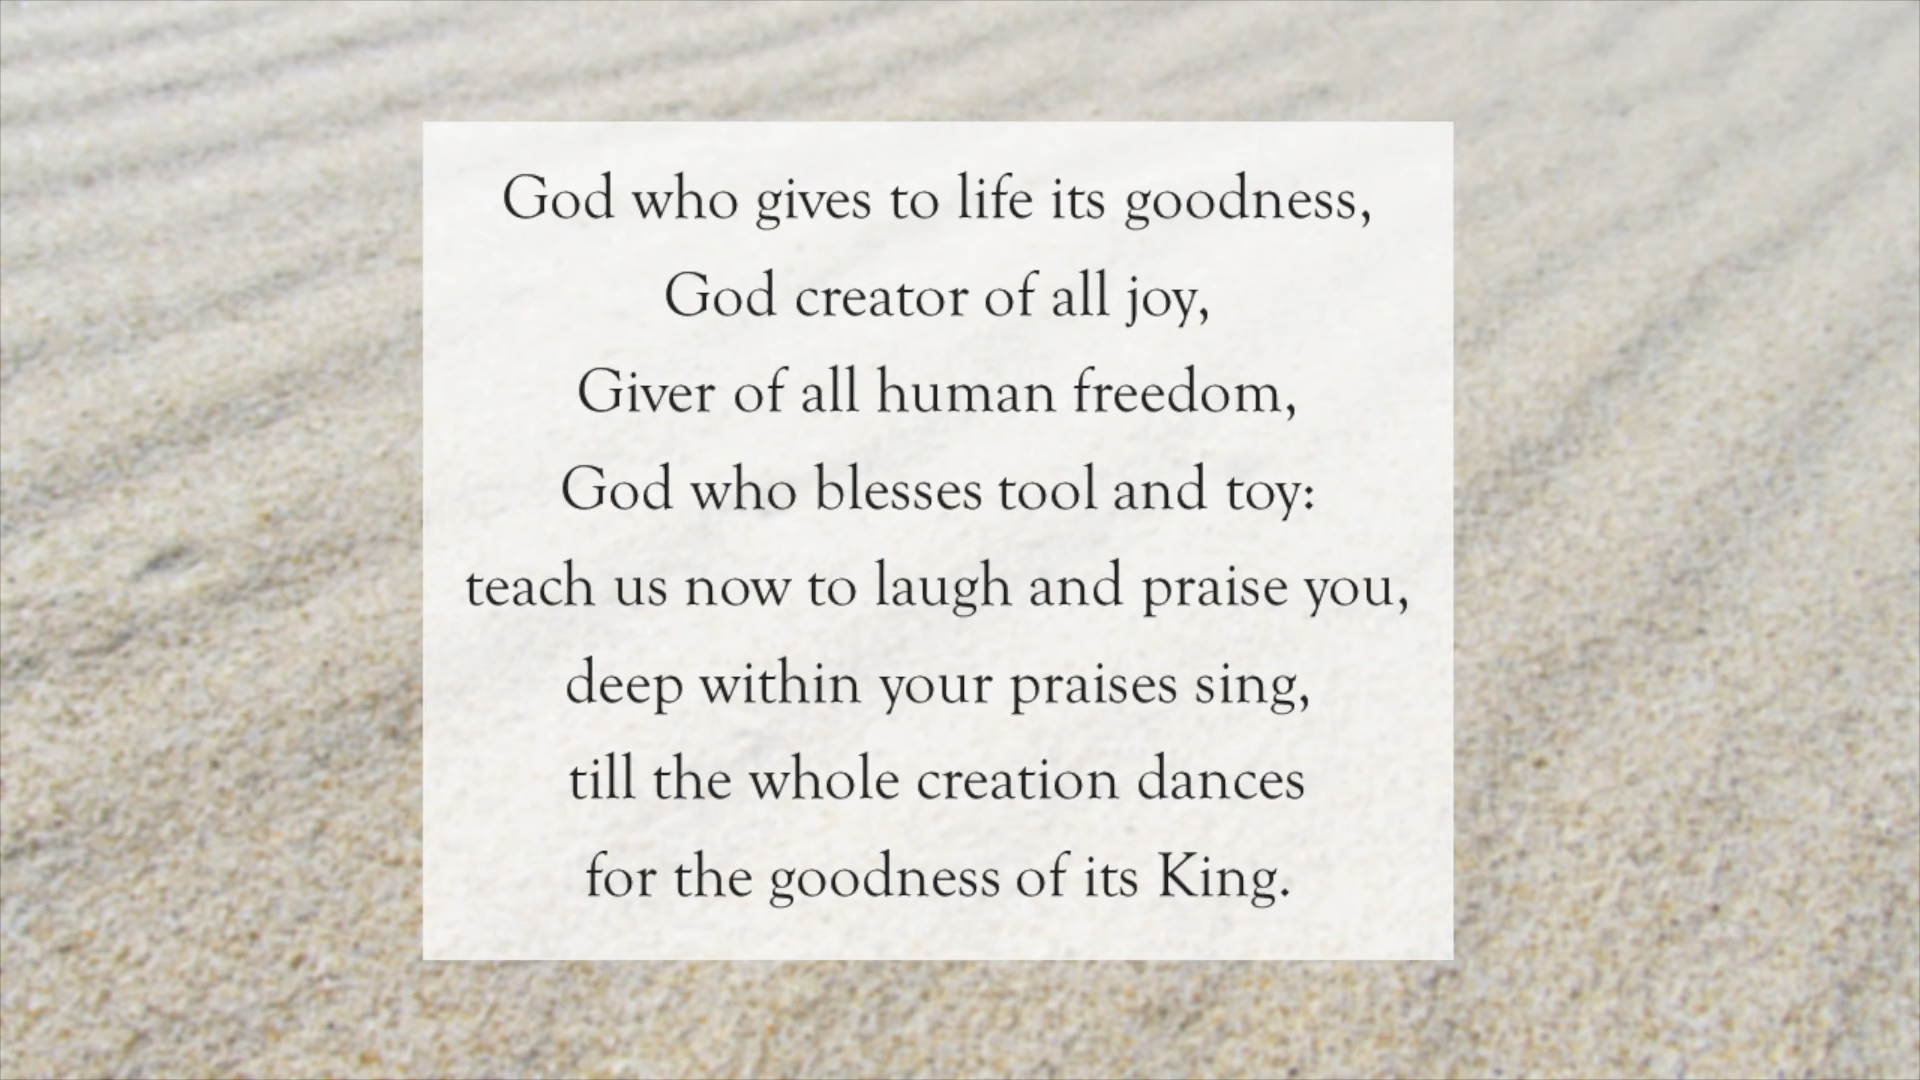 God who gives to life its goodness,
God creator of all joy,
Giver of all human freedom,
God who blesses tool and toy:
teach us now to laugh and praise you,
deep within your praises sing,
till the whole creation dances
for the goodness of its King.